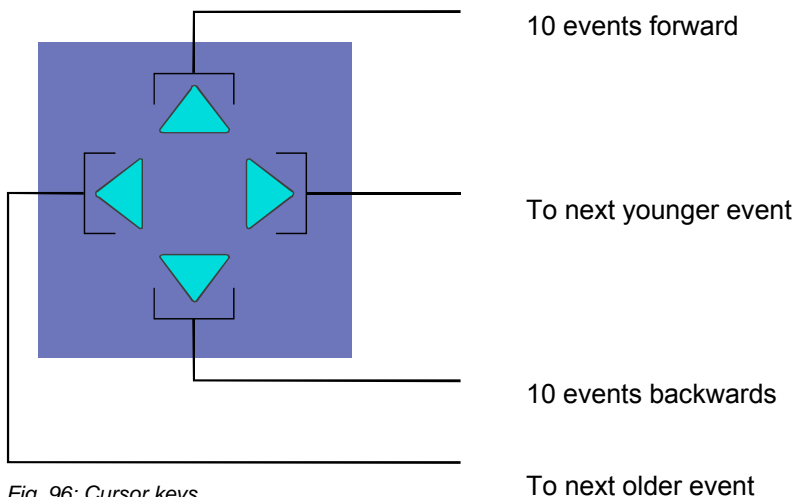 10 events forward
To next younger event
10 events backwards
To next older event
Fig. 96: Cursor keys